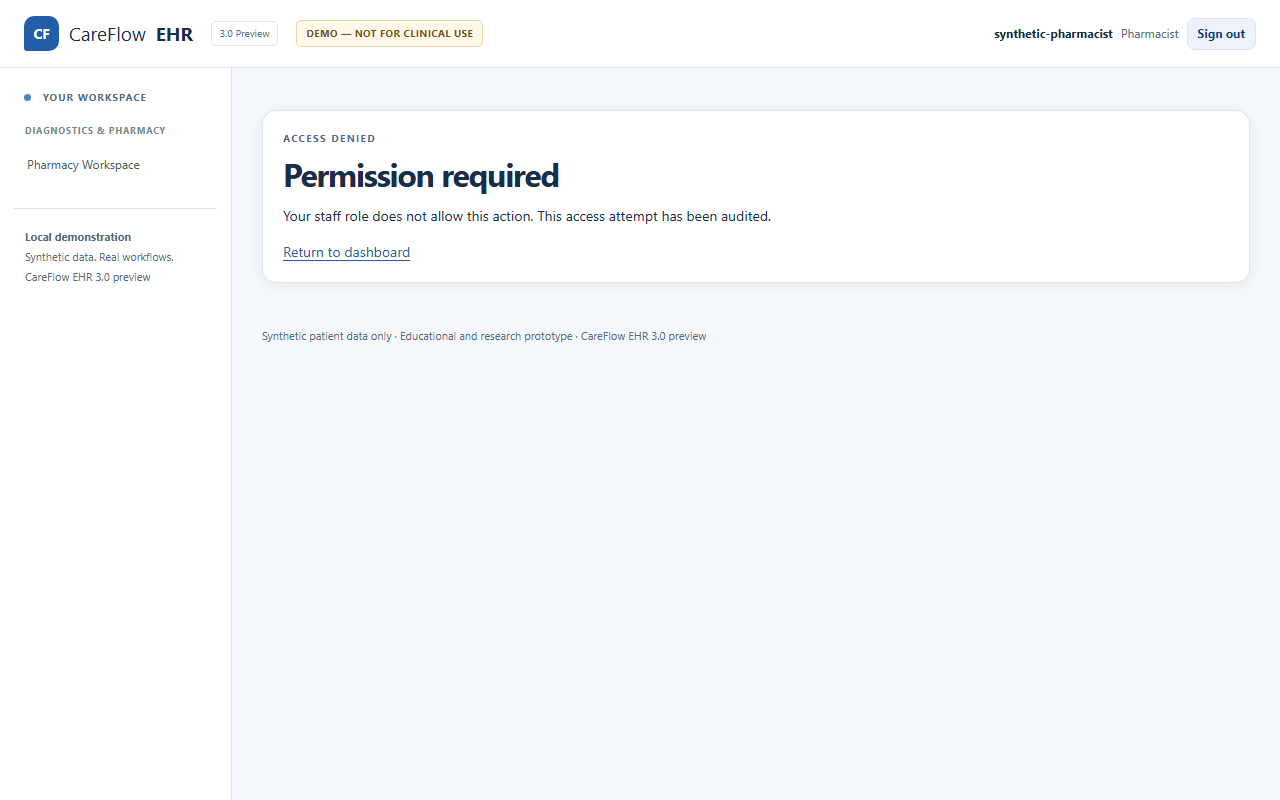 CF CareFlow EHR 3.0 Preview DEMO — NOT FOR CLINICAL USE synthetic-pharmacist Pharmacist Sign out
YOUR WORKSPACE
DIAGNOSTICS & PHARMACY
Pharmacy Workspace
Local demonstration
Synthetic data. Real workflows.
CareFlow EHR 3.0 preview
ACCESS DENIED
Permission required
Your staff role does not allow this action. This access attempt has been audited.
Return to dashboard
Synthetic patient data only · Educational and research prototype · CareFlow EHR 3.0 preview